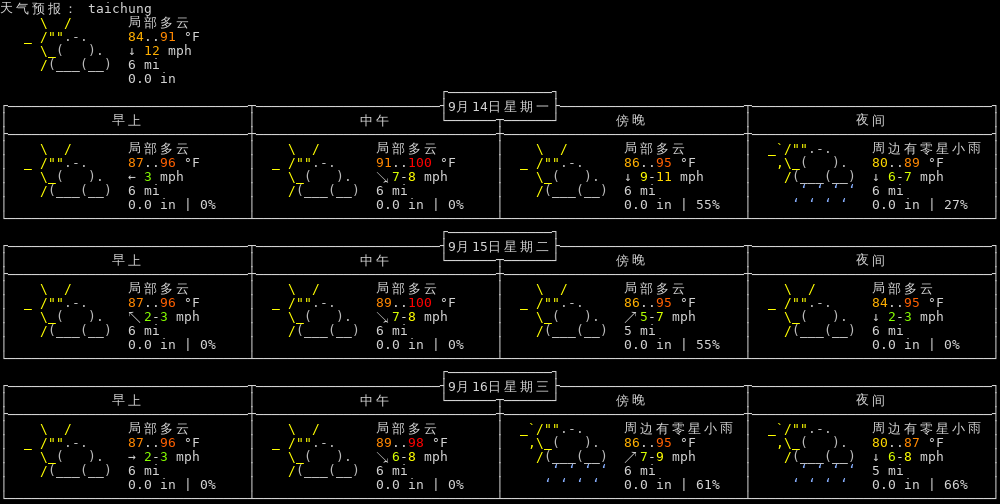 天气预报： taichung
局部多云
84..91 °F
↓ 12 mph
6 mi
0.0 in
9月14日星期一
早上 中午 傍晚 夜间
局部多云 局部多云 局部多云 周边有零星小雨
87..96 °F 91..100 °F 86..95 °F 80..89 °F
← 3 mph ↘ 7-8 mph ↓ 9-11 mph ↓ 6-7 mph
6 mi 6 mi 6 mi 6 mi
0.0 in | 0% 0.0 in | 0% 0.0 in | 55% 0.0 in | 27%
9月15日星期二
早上 中午 傍晚 夜间
局部多云 局部多云 局部多云 局部多云
87..96 °F 89..100 °F 86..95 °F 84..95 °F
↖ 2-3 mph ↘ 7-8 mph ↗ 5-7 mph ↓ 2-3 mph
6 mi 6 mi 5 mi 6 mi
0.0 in | 0% 0.0 in | 0% 0.0 in | 55% 0.0 in | 0%
9月16日星期三
早上 中午 傍晚 夜间
局部多云 局部多云 周边有零星小雨 周边有零星小雨
87..96 °F 89..98 °F 86..95 °F 80..87 °F
→ 2-3 mph ↘ 6-8 mph ↗ 7-9 mph ↓ 6-8 mph
6 mi 6 mi 6 mi 5 mi
0.0 in | 0% 0.0 in | 0% 0.0 in | 61% 0.0 in | 66%